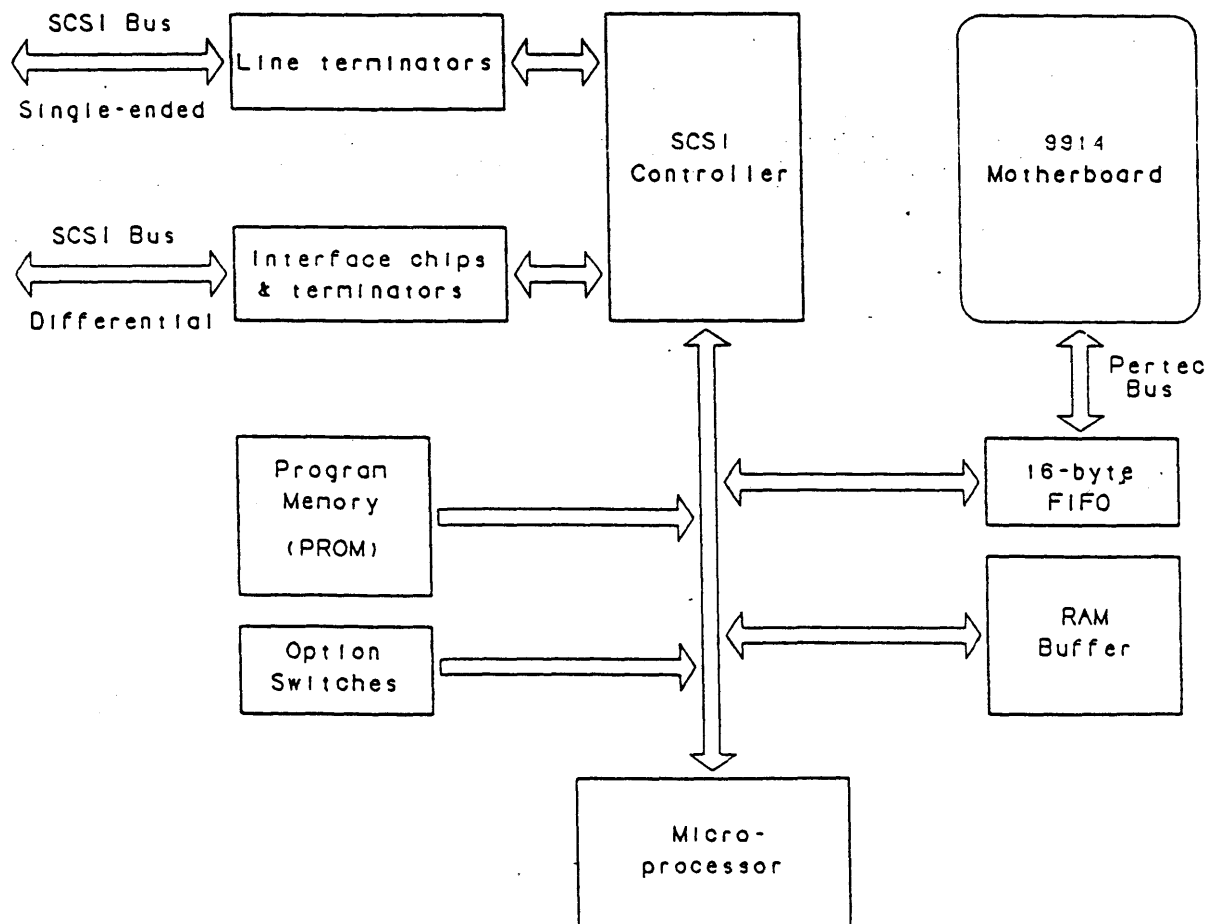 SCSI Bus
Single-ended
Line terminators
SCSI
Controller
9914
Motherboard
SCSI Bus
Differential
Interface chips
& terminators
Pertec
Bus
Program
Memory
(PROM)
16-byte
FIFO
Option
Switches
RAM
Buffer
Micro-
processor